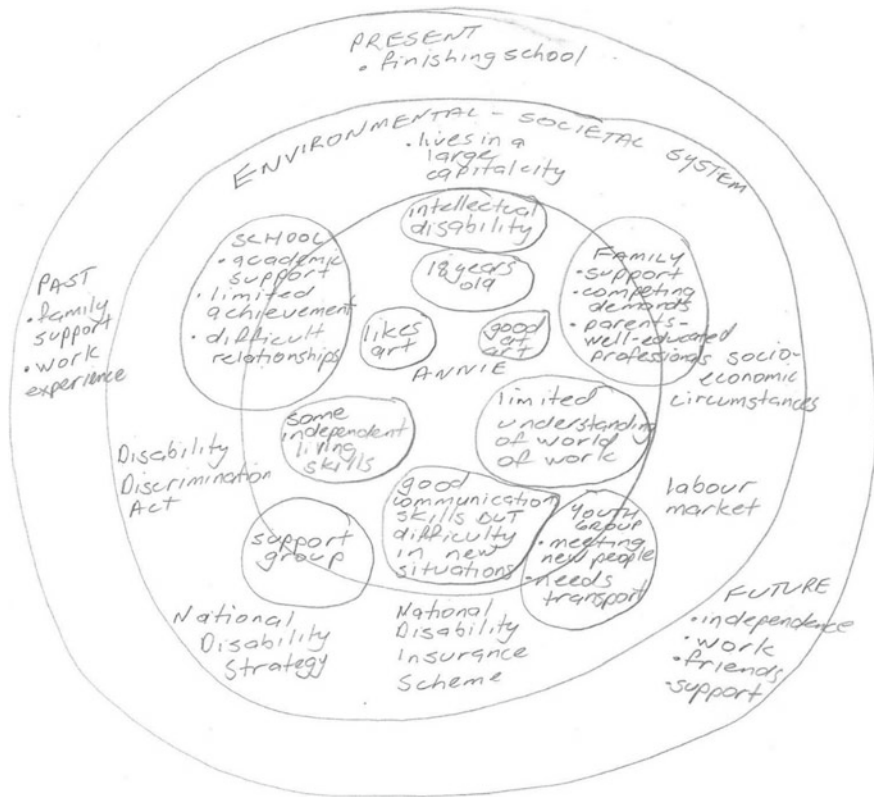 PRESENT
• finishing school
ENVIRONMENTAL - SOCIETAL SYSTEM
• lives in a
large
capital city
intellectual
disability
18 years
old
likes
art
good
at
art
ANNIE
SCHOOL
• academic
support
• limited
achievement
• difficult
relationships
FAMILY
• support
• competing
demands
• parents -
well-educated
professionals
socio-
economic
circumstances
PAST
• family
support
• work
experience
some
independent
living
skills
limited
understanding
of world
of work
Disability
Discrimination
Act
good
communication
skills BUT
difficulty
in new
situations
labour
market
support
group
YOUTH
GROUP
• meeting
new people
• needs
transport
National
Disability
Strategy
National
Disability
Insurance
Scheme
FUTURE
• independence
• work
• friends
• support